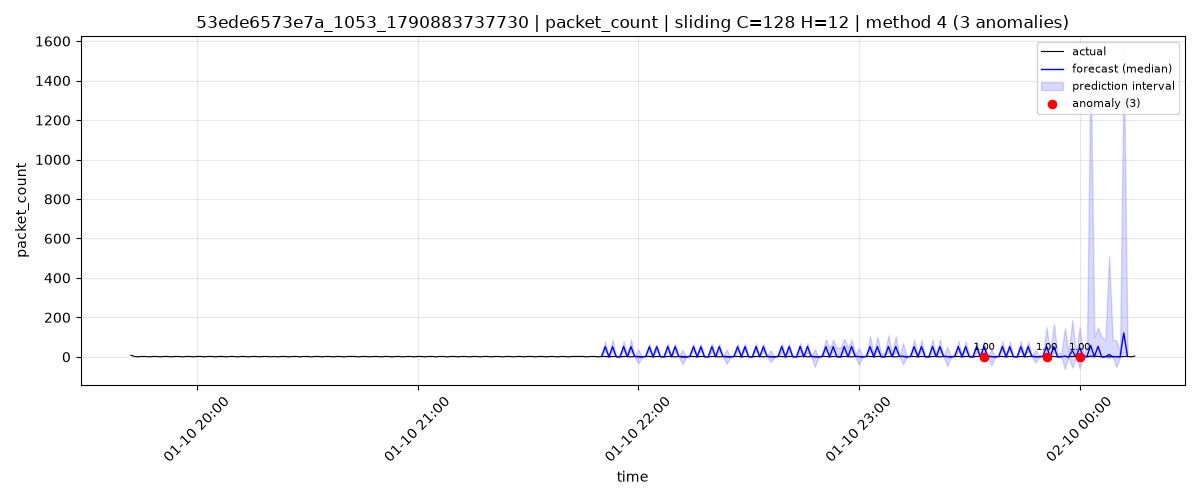 53ede6573e7a_1053_1790883737730 | packet_count | sliding C=128 H=12 | method 4 (3 anomalies)
1600
1400
1200
1000
800
600
400
200
0
packet_count
actual
forecast (median)
prediction interval
anomaly (3)
1.00
1.00
1.00
01-10 20:00
01-10 21:00
01-10 22:00
01-10 23:00
02-10 00:00
time